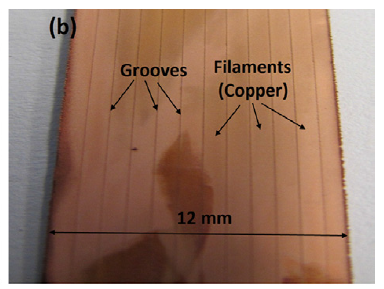 (b)
Grooves
Filaments
(Copper)
12 mm